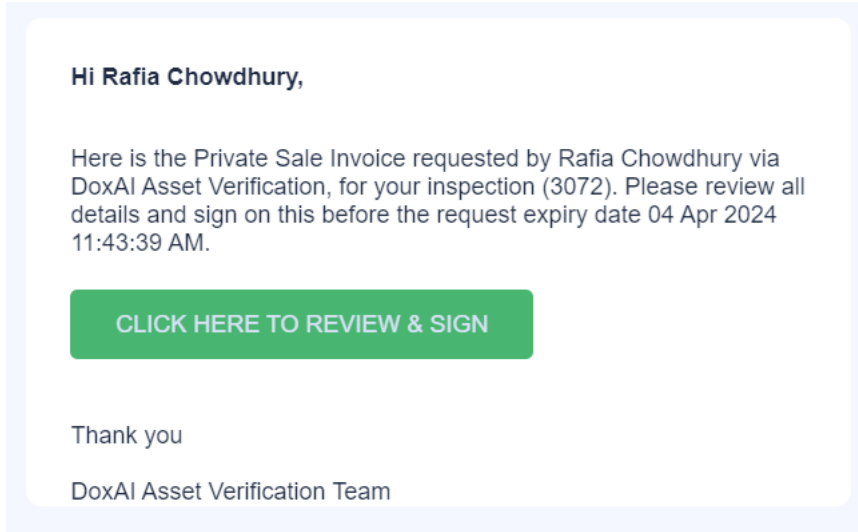 Hi Rafia Chowdhury,
Here is the Private Sale Invoice requested by Rafia Chowdhury via
DoxAI Asset Verification, for your inspection (3072). Please review all
details and sign on this before the request expiry date 04 Apr 2024
11:43:39 AM.
CLICK HERE TO REVIEW & SIGN
Thank you
DoxAI Asset Verification Team